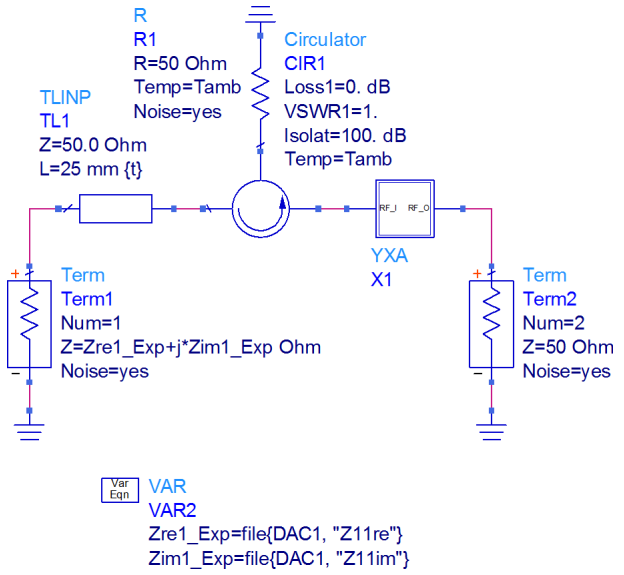 R
R1
R=50 Ohm
Temp=Tamb
Noise=yes
Circulator
CIR1
Loss1=0. dB
VSWR1=1.
Isolat=100. dB
Temp=Tamb
TLINP
TL1
Z=50.0 Ohm
L=25 mm {t}
RF_I RF_O
YXA
X1
+
Term
Term1
Num=1
Z=Zre1_Exp+j*Zim1_Exp Ohm
Noise=yes
-
+
Term
Term2
Num=2
Z=50 Ohm
Noise=yes
-
Var
Eqn
VAR
VAR2
Zre1_Exp=file{DAC1, "Z11re"}
Zim1_Exp=file{DAC1, "Z11im"}